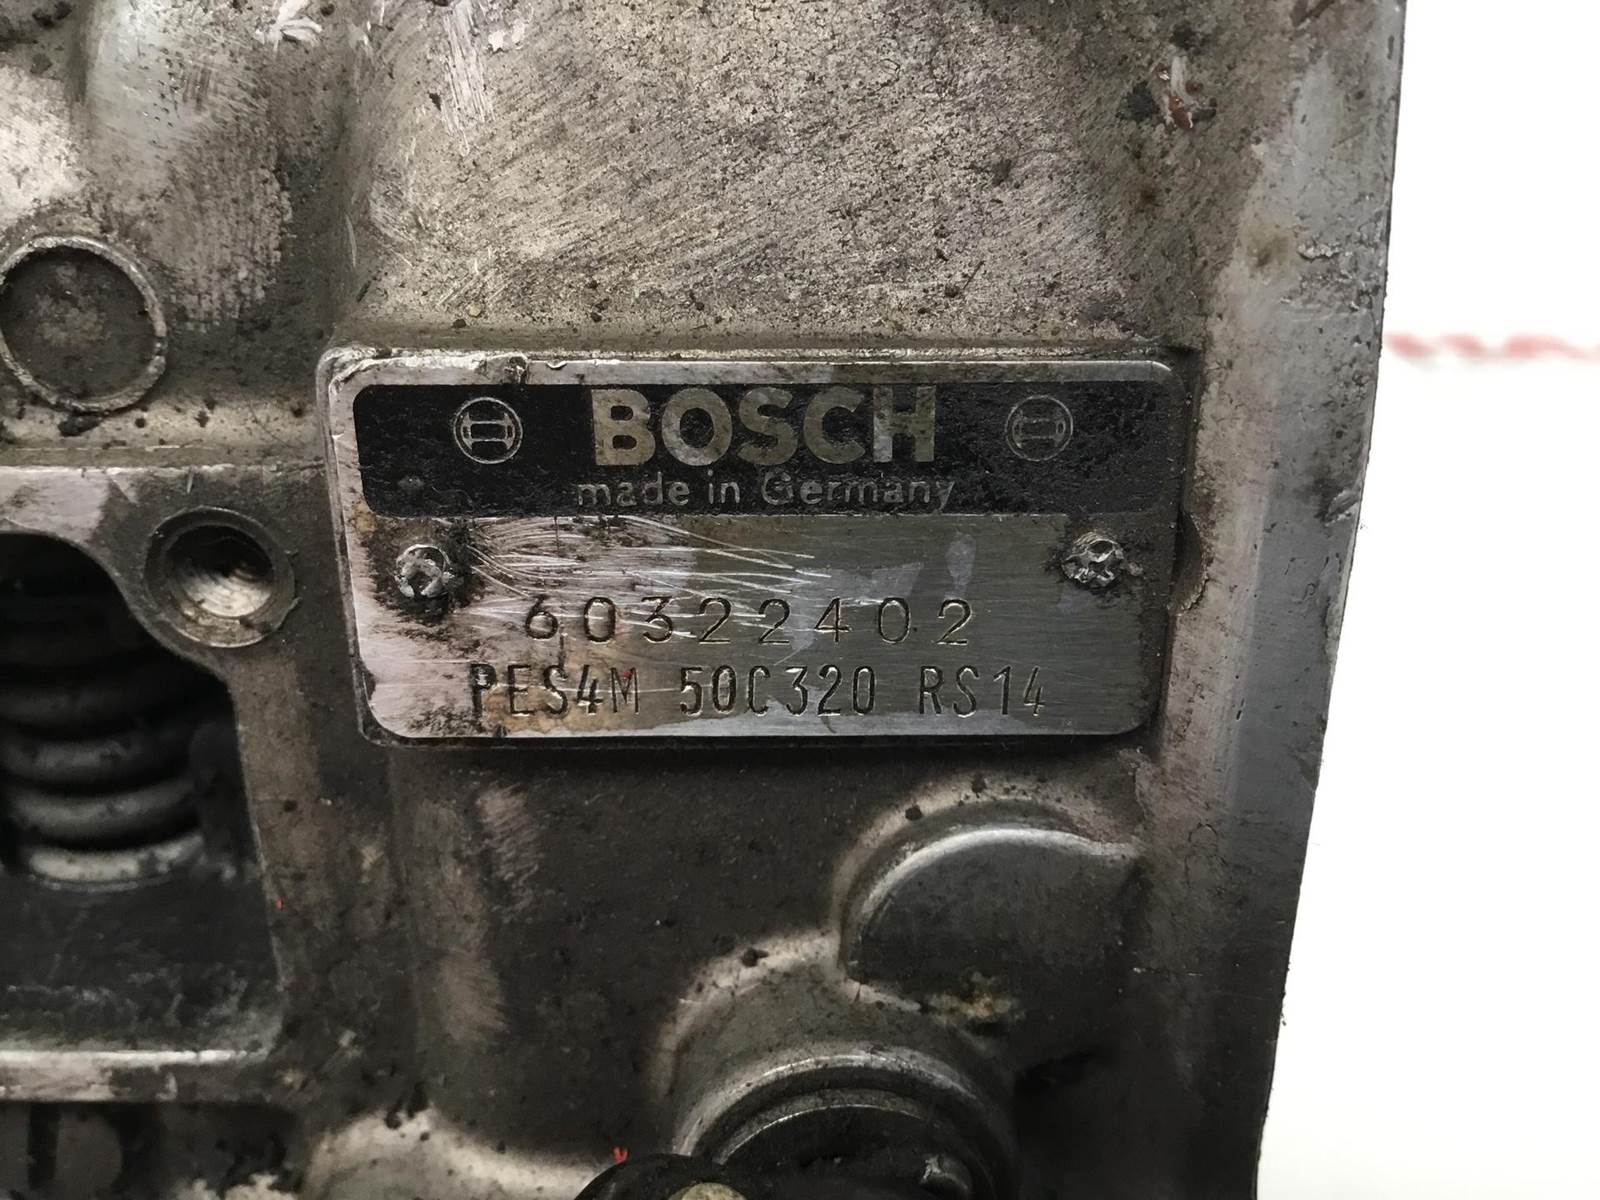 BOSCH
made in Germany
60322402
PES4M 50C320 RS14